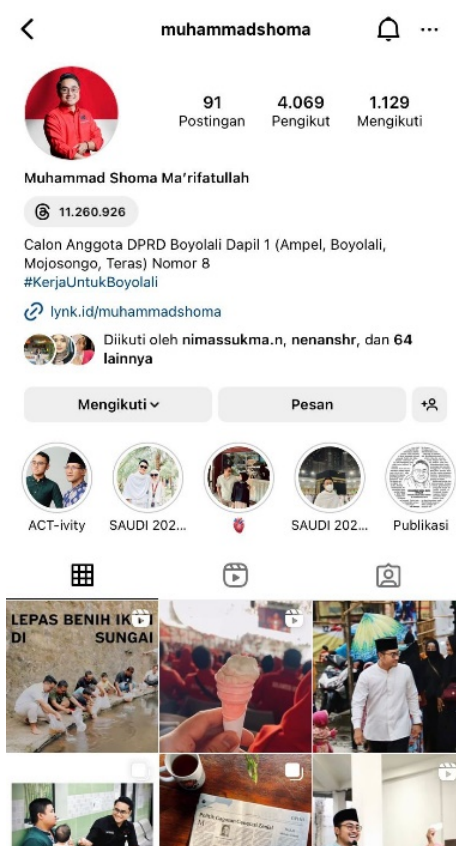 muhammadshoma
91
4.069
1.129
Postingan
Pengikut
Mengikuti
Muhammad Shoma Ma'rifatullah
11.260.926
Calon Anggota DPRD Boyolali Dapil 1 (Ampel, Boyolali,
Mojosongo, Teras) Nomor 8
#KerjaUntukBoyolali
lynk.id/muhammadshoma
Diikuti oleh nimassukma.n, nenanshr, dan 64
lainnya
Mengikuti
Pesan
ACT-ivity
SAUDI 202...
SAUDI 202...
Publikasi
LEPAS BENIH IK
DI SUNGAI